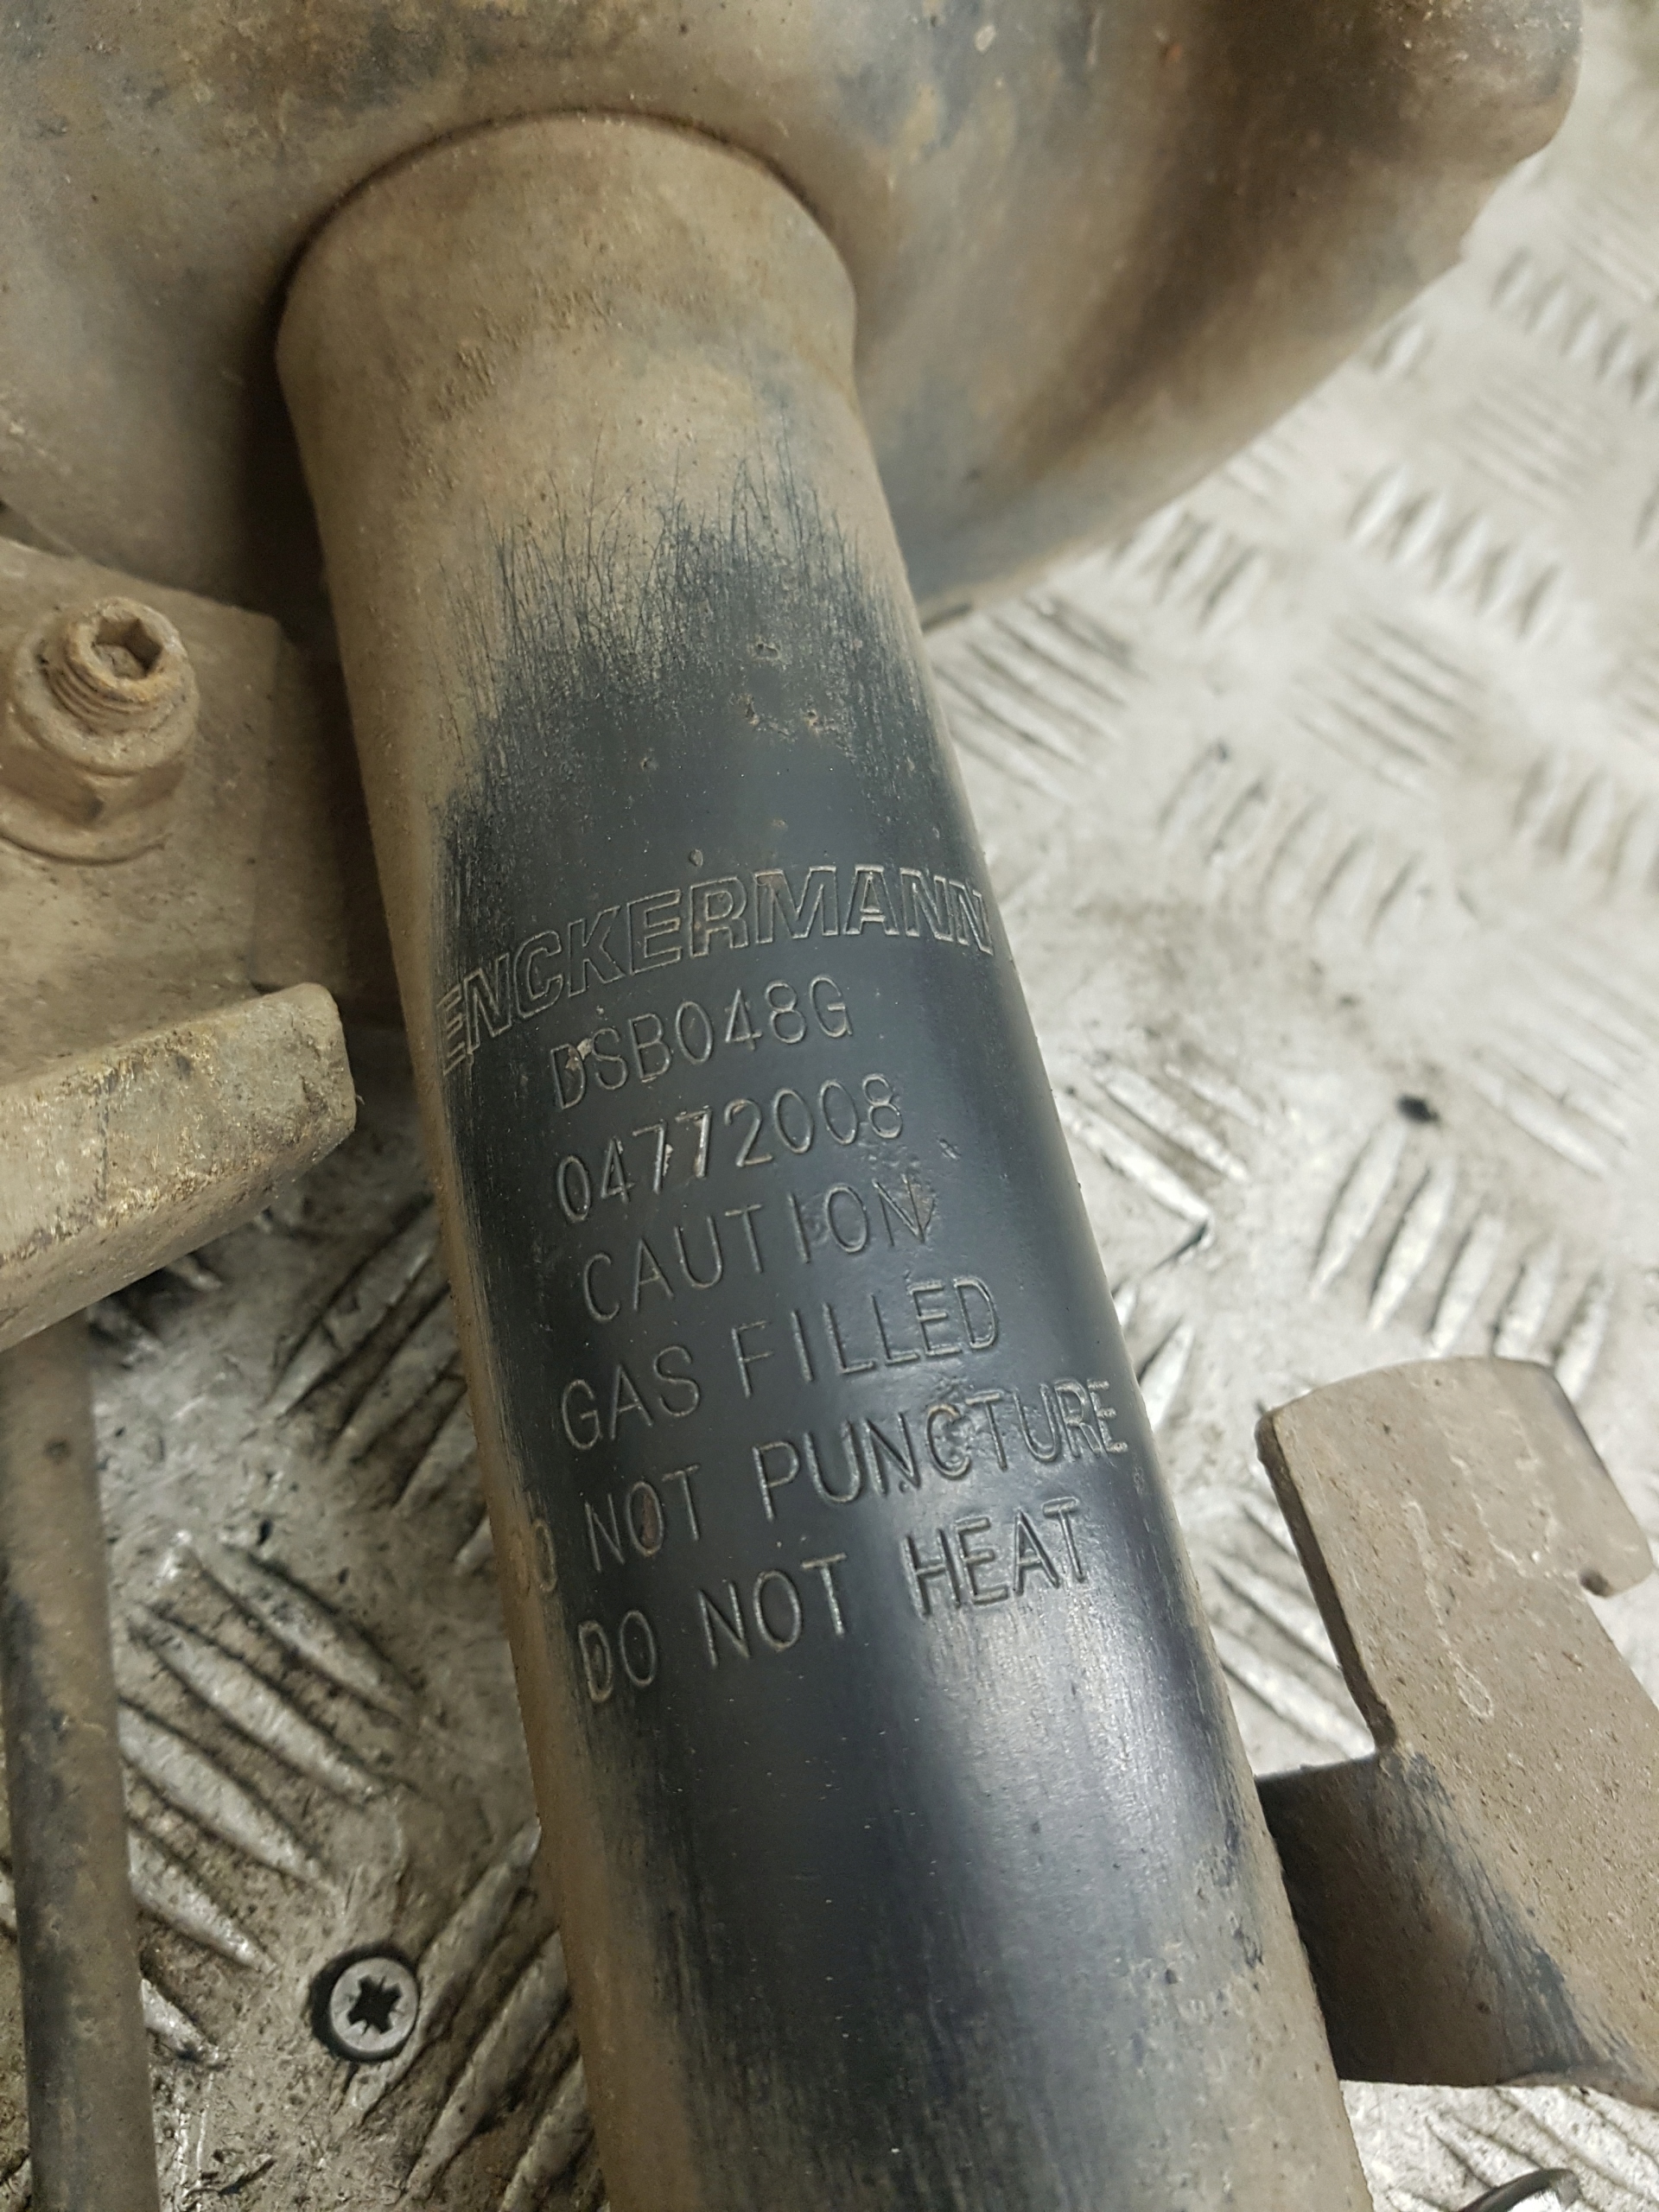 ENCKERMANN
DSB048G
04772008
CAUTION
GAS FILLED
O NOT PUNCTURE
DO NOT HEAT